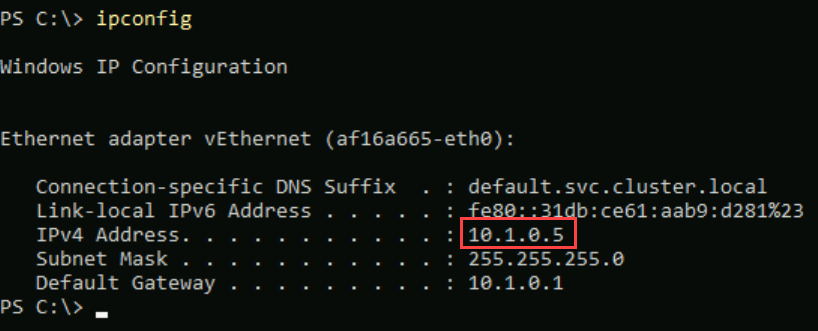 PS C:\> ipconfig
Windows IP Configuration
Ethernet adapter vEthernet (af16a665-eth0):
Connection-specific DNS Suffix  . : default.svc.cluster.local
Link-local IPv6 Address . . . . . : fe80::31db:ce61:aab9:d281%23
IPv4 Address. . . . . . . . . . . : 10.1.0.5
Subnet Mask . . . . . . . . . . . : 255.255.255.0
Default Gateway . . . . . . . . . : 10.1.0.1
PS C:\>